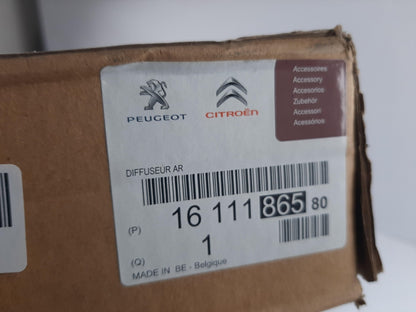 PEUGEOT
CITROËN
Accessoires
Accessory
Accesorios
Zubehör
Accessori
Acessórios
DIFFUSEUR AR
(P) 16 111 865 80
(Q) 1
MADE IN BE - Belgique